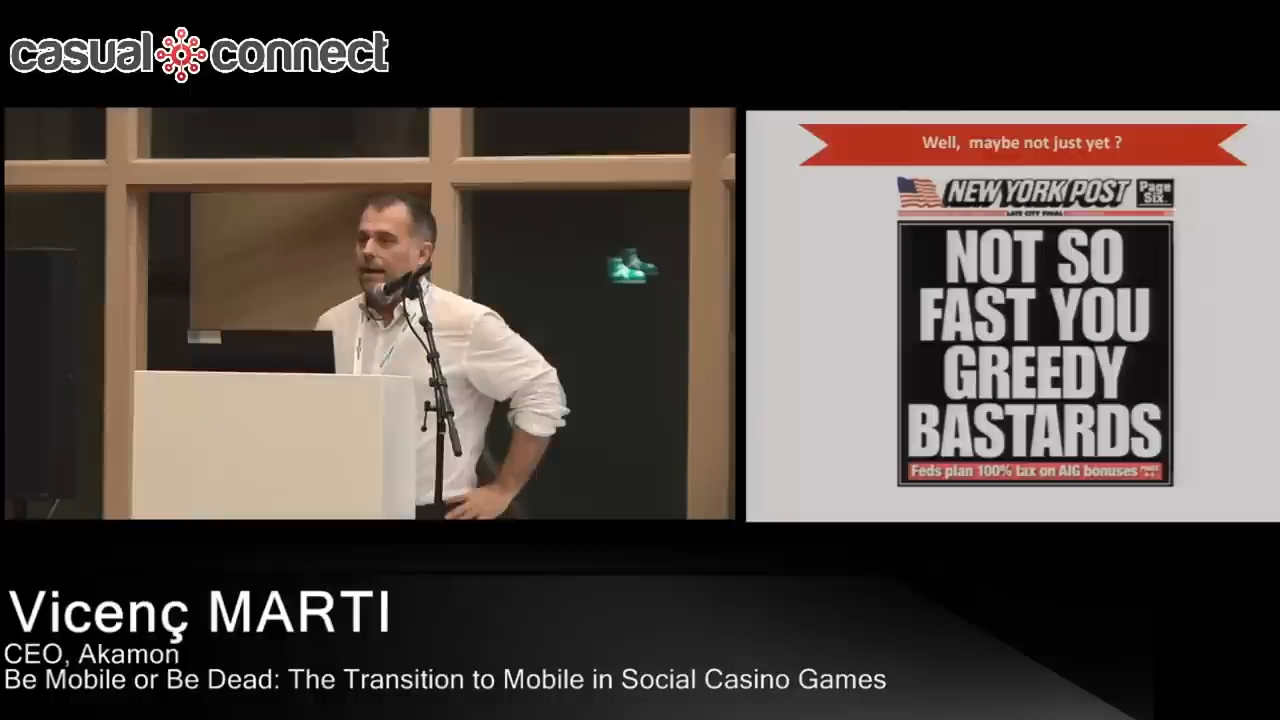 casual connect
Well, maybe not just yet ?
NEW YORK POST
Page
Six
LATE CITY FINAL
NOT SO
FAST YOU
GREEDY
BASTARDS
Feds plan 100% tax on AIG bonuses
Vicenç MARTI
CEO, Akamon
Be Mobile or Be Dead: The Transition to Mobile in Social Casino Games